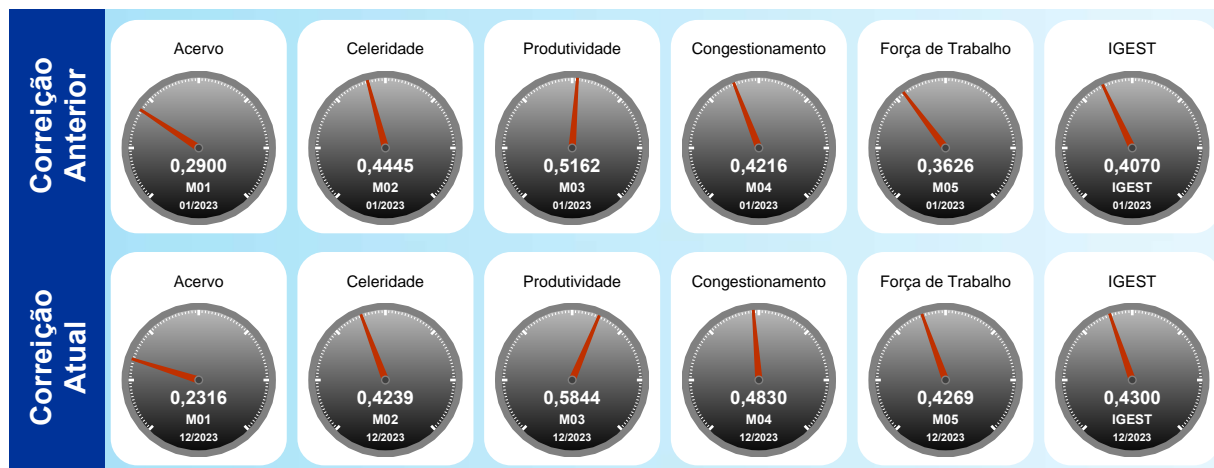 Correição
Anterior
Acervo
0,2900
M01
01/2023
Celeridade
0,4445
M02
01/2023
Produtividade
0,5162
M03
01/2023
Congestionamento
0,4216
M04
01/2023
Força de Trabalho
0,3626
M05
01/2023
IGEST
0,4070
IGEST
01/2023
Correição
Atual
Acervo
0,2316
M01
12/2023
Celeridade
0,4239
M02
12/2023
Produtividade
0,5844
M03
12/2023
Congestionamento
0,4830
M04
12/2023
Força de Trabalho
0,4269
M05
12/2023
IGEST
0,4300
IGEST
12/2023